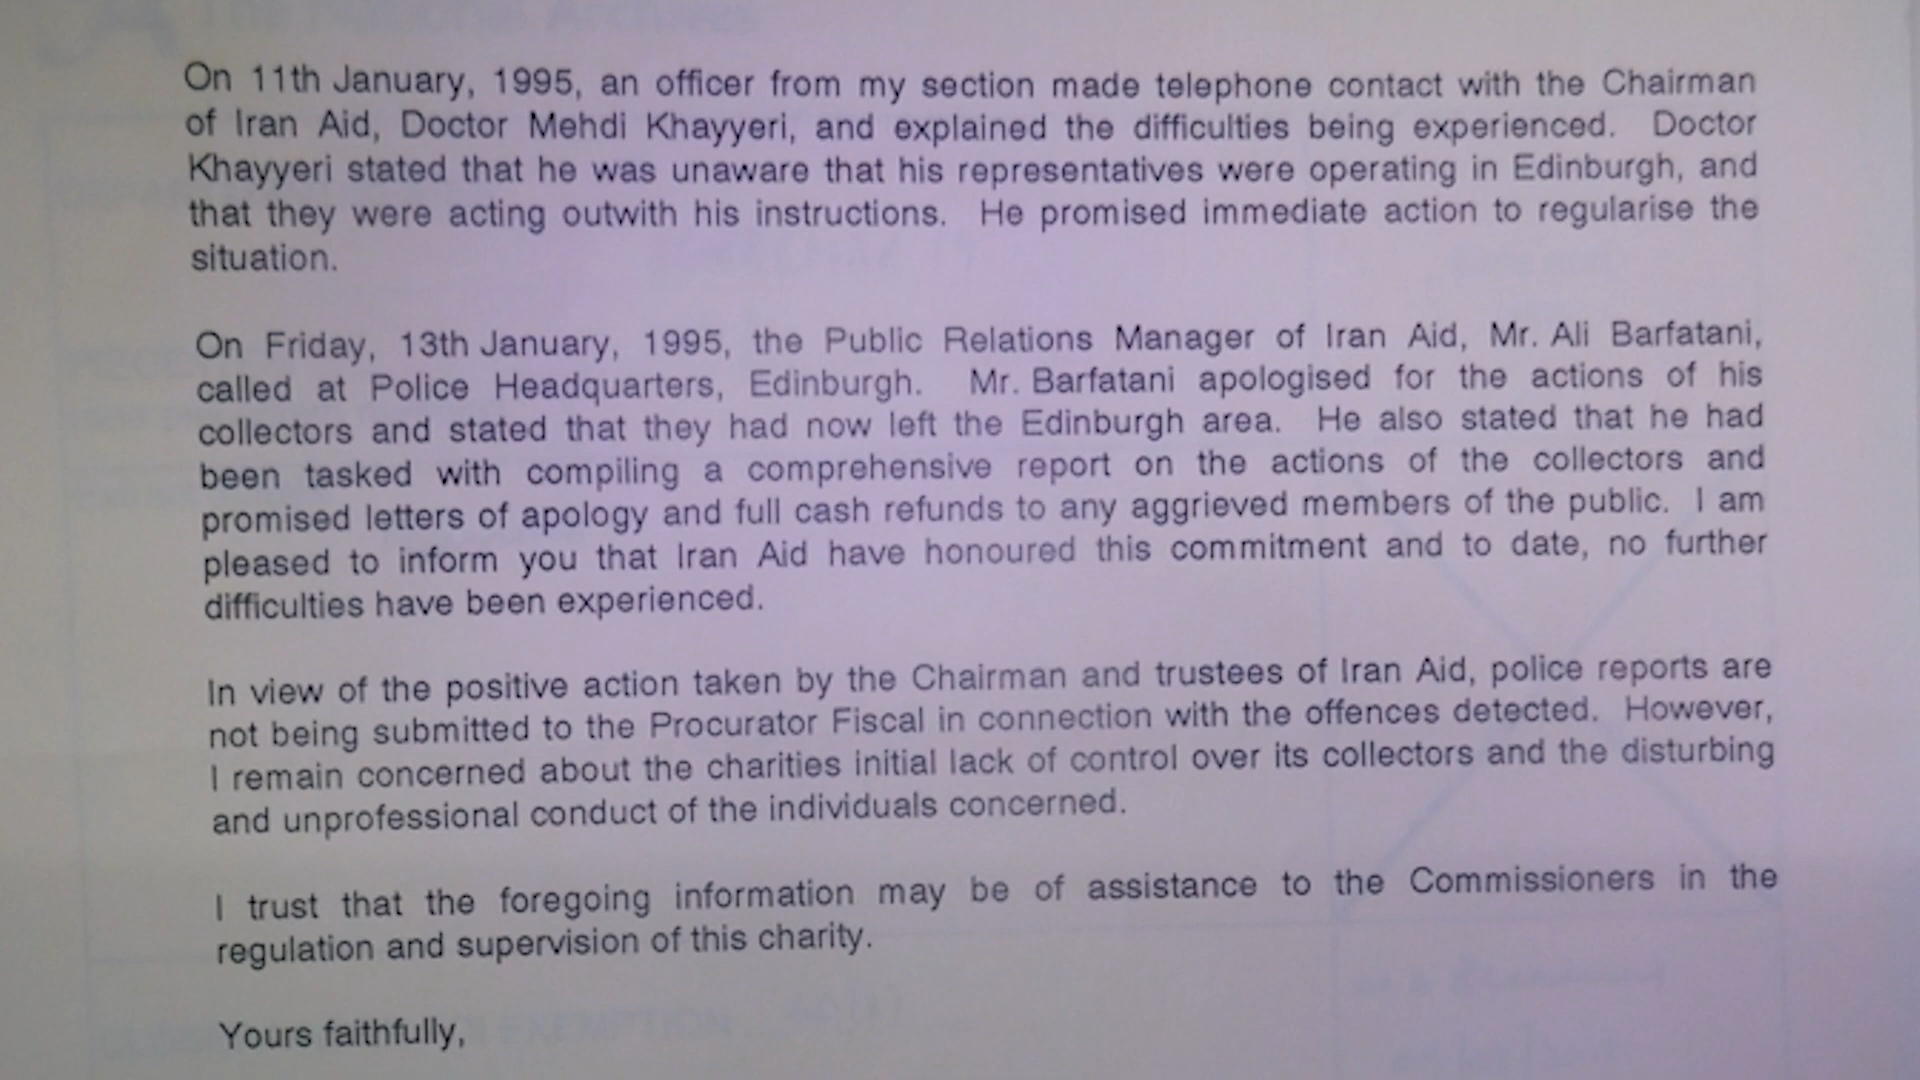 On 11th January, 1995, an officer from my section made telephone contact with the Chairman
of Iran Aid, Doctor Mehdi Khayyeri, and explained the difficulties being experienced. Doctor
Khayyeri stated that he was unaware that his representatives were operating in Edinburgh, and
that they were acting outwith his instructions. He promised immediate action to regularise the
situation.
On Friday, 13th January, 1995, the Public Relations Manager of Iran Aid, Mr. Ali Barfatani,
called at Police Headquarters, Edinburgh. Mr. Barfatani apologised for the actions of his
collectors and stated that they had now left the Edinburgh area. He also stated that he had
been tasked with compiling a comprehensive report on the actions of the collectors and
promised letters of apology and full cash refunds to any aggrieved members of the public. I am
pleased to inform you that Iran Aid have honoured this commitment and to date, no further
difficulties have been experienced.
In view of the positive action taken by the Chairman and trustees of Iran Aid, police reports are
not being submitted to the Procurator Fiscal in connection with the offences detected. However,
I remain concerned about the charities initial lack of control over its collectors and the disturbing
and unprofessional conduct of the individuals concerned.
I trust that the foregoing information may be of assistance to the Commissioners in the
regulation and supervision of this charity.
Yours faithfully,